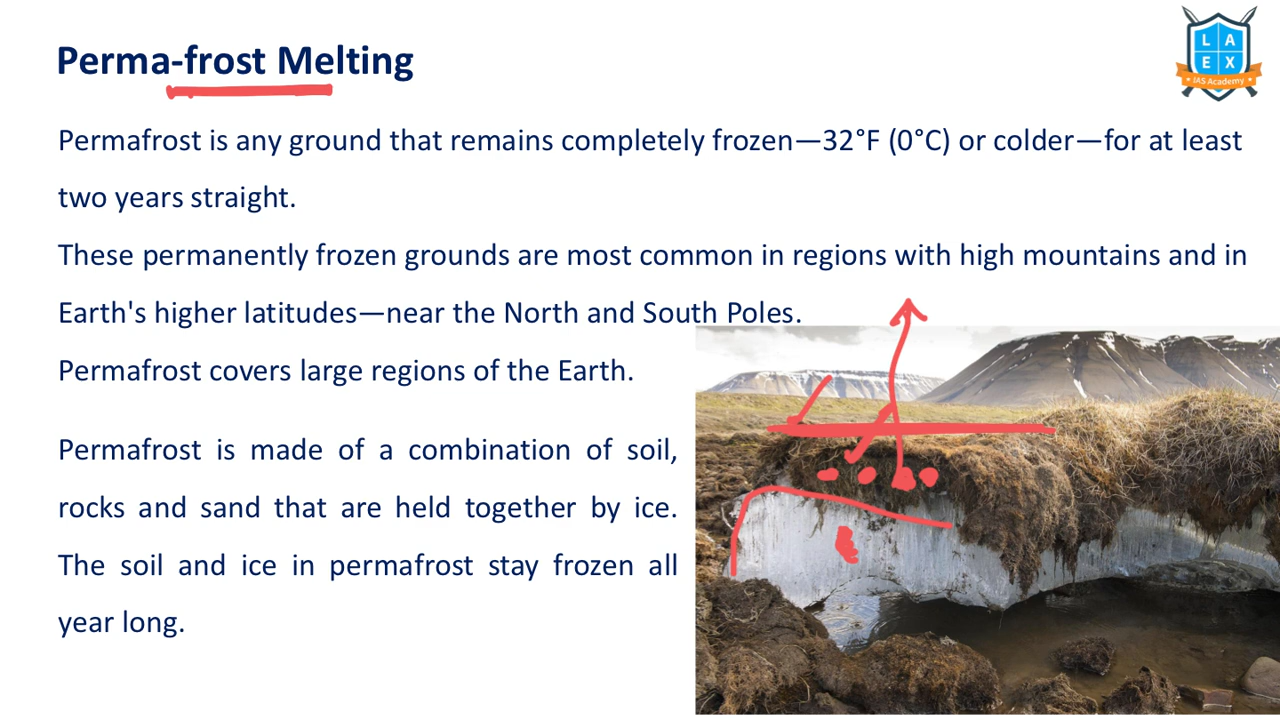 Perma-frost Melting
L A
E X
IAS Academy
Permafrost is any ground that remains completely frozen—32°F (0°C) or colder—for at least
two years straight.
These permanently frozen grounds are most common in regions with high mountains and in
Earth's higher latitudes—near the North and South Poles.
Permafrost covers large regions of the Earth.
Permafrost is made of a combination of soil,
rocks and sand that are held together by ice.
The soil and ice in permafrost stay frozen all
year long.